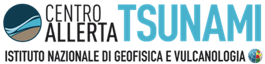 CENTRO
ALLERTA TSUNAMI
ISTITUTO NAZIONALE DI GEOFISICA E VULCANOLOGIA